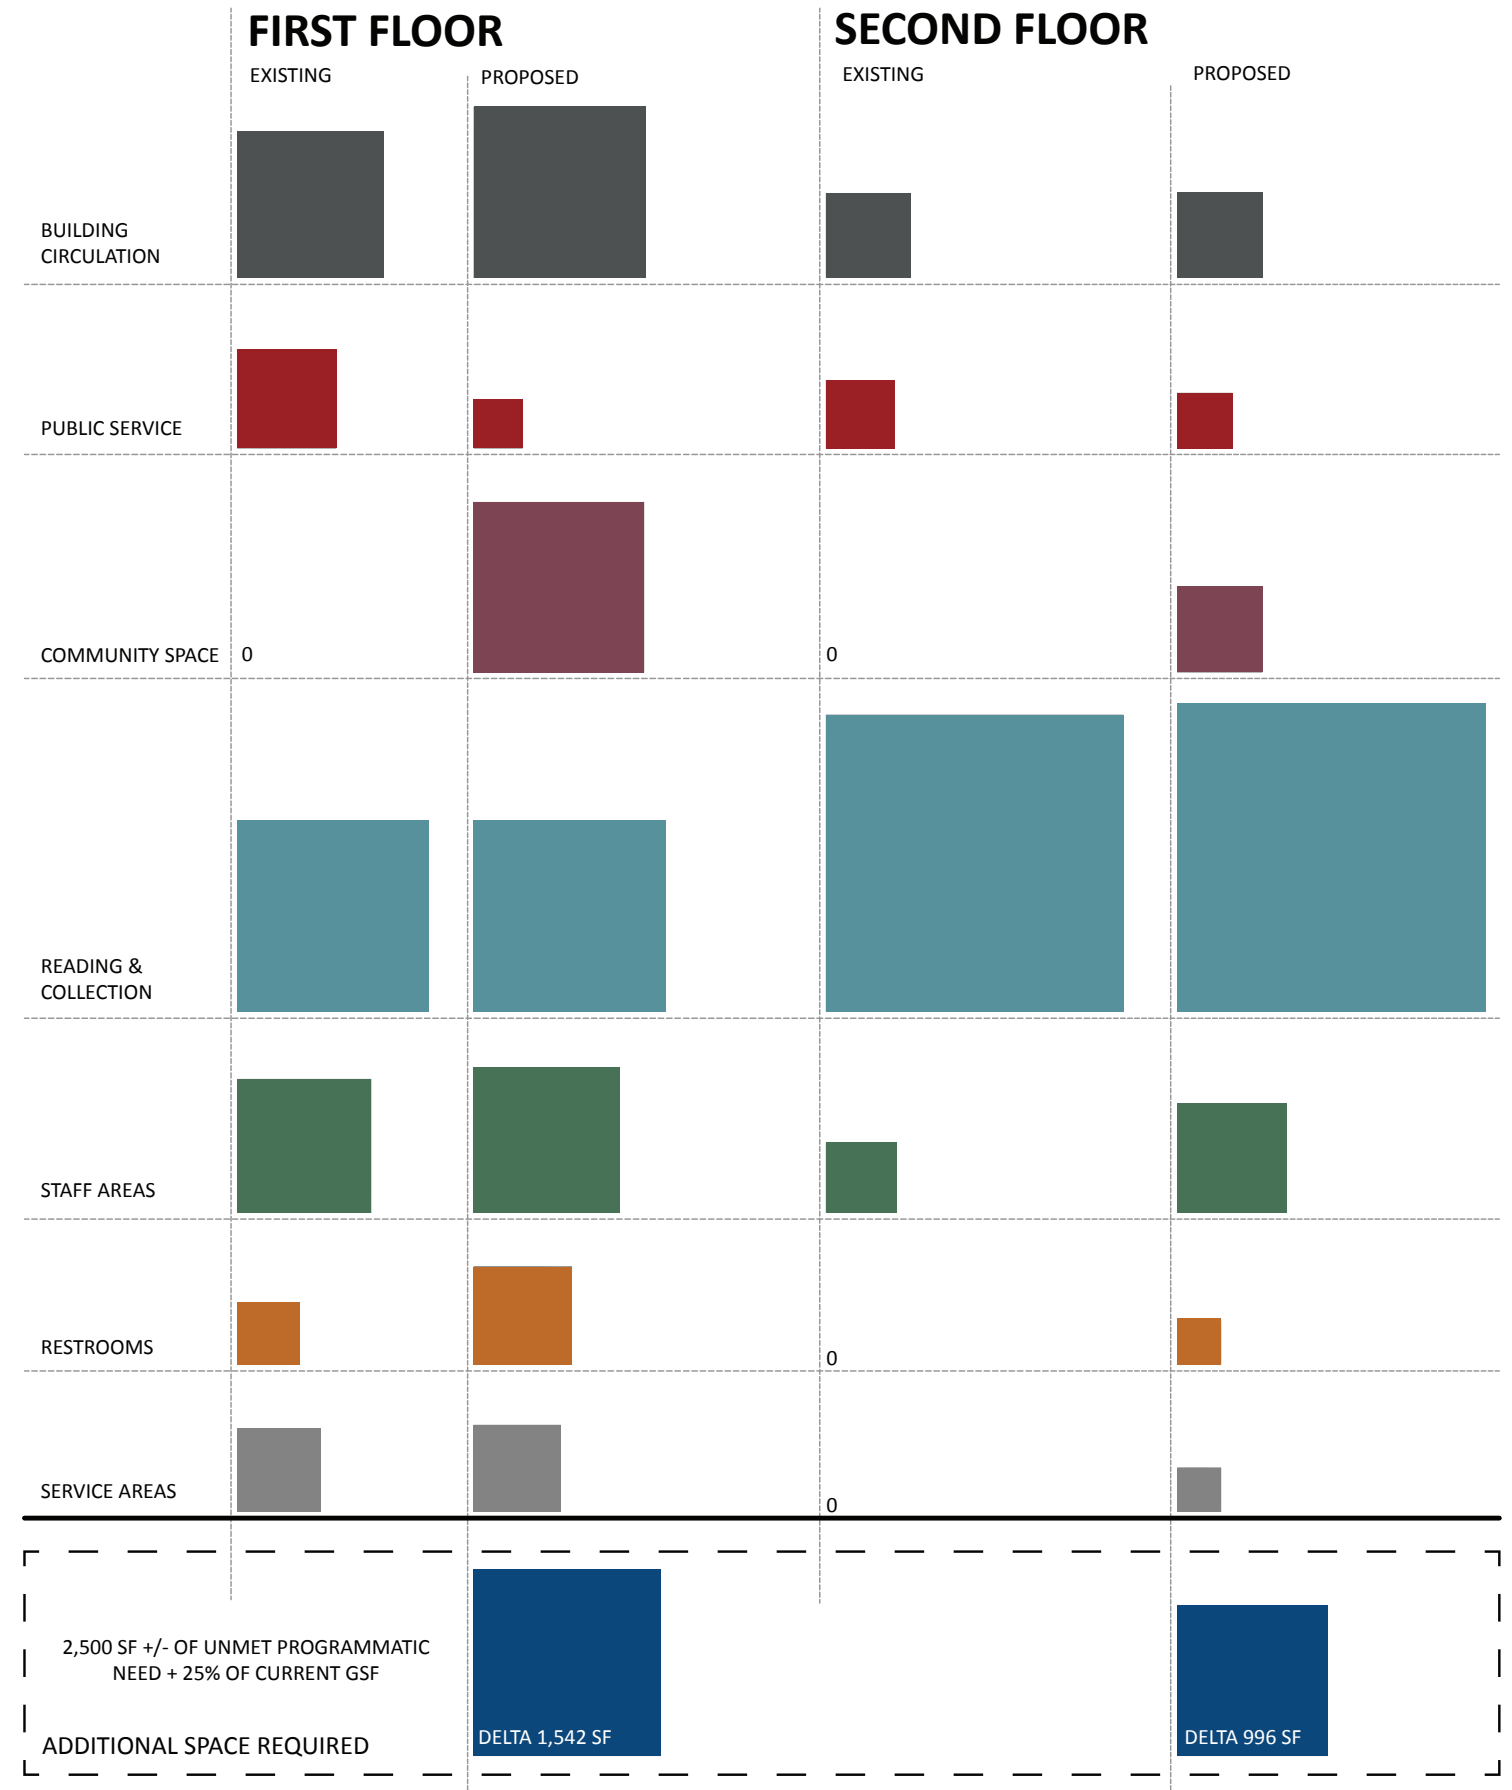 FIRST FLOOR
SECOND FLOOR
EXISTING
PROPOSED
EXISTING
PROPOSED
BUILDING
CIRCULATION
PUBLIC SERVICE
COMMUNITY SPACE
0
0
READING &
COLLECTION
STAFF AREAS
RESTROOMS
0
SERVICE AREAS
0
2,500 SF +/- OF UNMET PROGRAMMATIC
NEED + 25% OF CURRENT GSF
ADDITIONAL SPACE REQUIRED
DELTA 1,542 SF
DELTA 996 SF